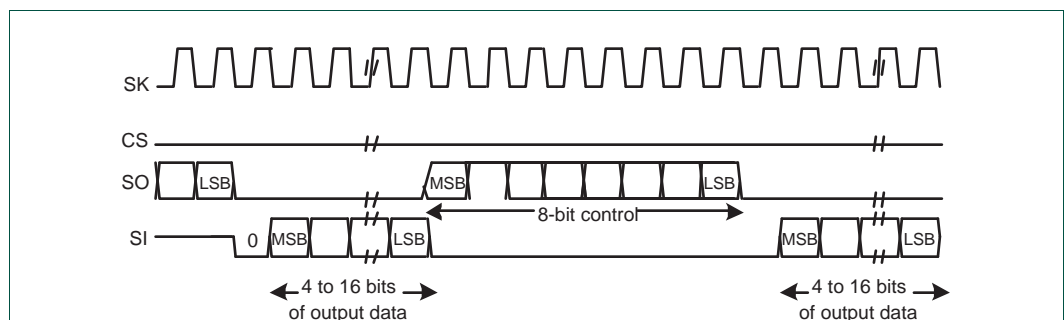 SK
CS
SO LSB MSB LSB
8-bit control
SI 0 MSB LSB MSB LSB
4 to 16 bits 4 to 16 bits
of output data of output data